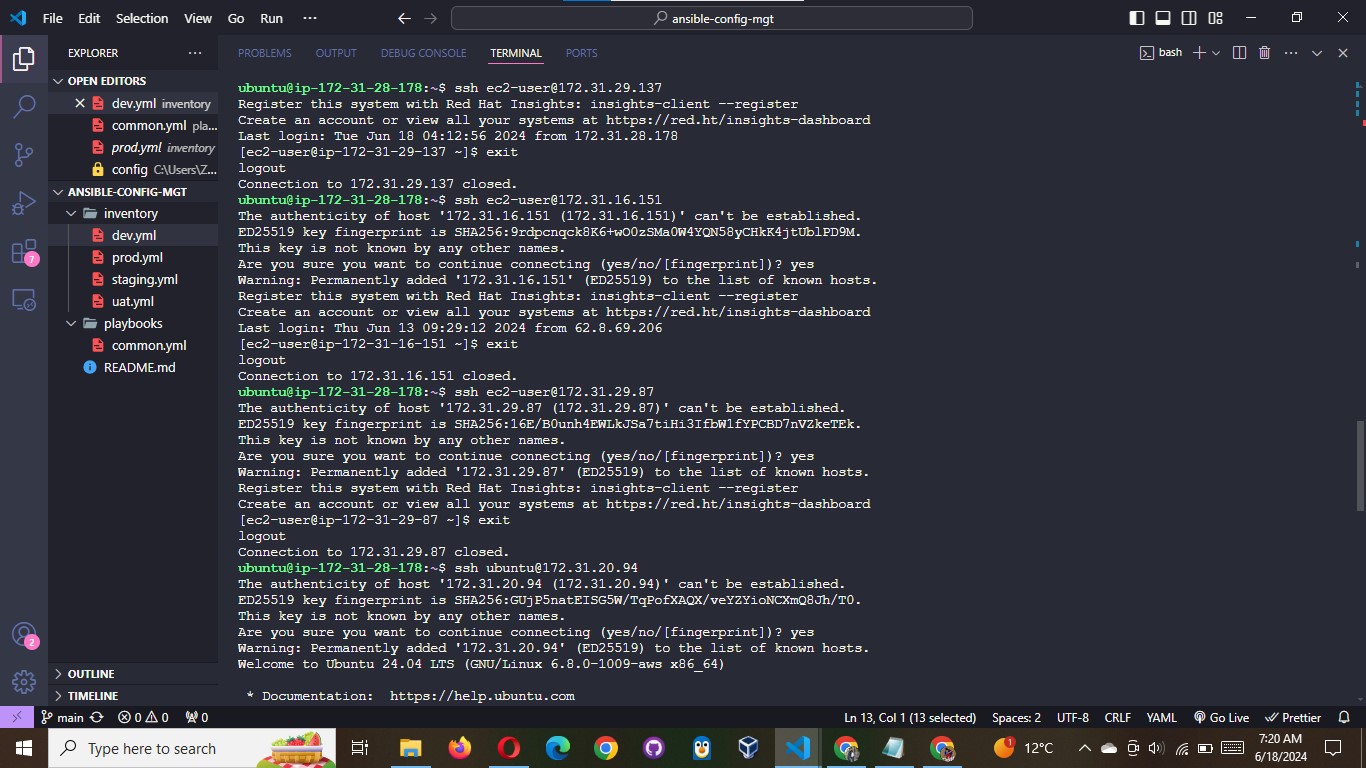 File Edit Selection View Go Run ··· ansible-config-mgt
EXPLORER ···
OPEN EDITORS
dev.yml inventory
common.yml pla...
prod.yml inventory
config C:\Users\Z...
ANSIBLE-CONFIG-MGT
inventory
dev.yml
prod.yml
staging.yml
uat.yml
playbooks
common.yml
README.md
OUTLINE
TIMELINE
7
2
PROBLEMS OUTPUT DEBUG CONSOLE TERMINAL PORTS bash
ubuntu@ip-172-31-28-178:~$ ssh ec2-user@172.31.29.137
Register this system with Red Hat Insights: insights-client --register
Create an account or view all your systems at https://red.ht/insights-dashboard
Last login: Tue Jun 18 04:12:56 2024 from 172.31.28.178
[ec2-user@ip-172-31-29-137 ~]$ exit
logout
Connection to 172.31.29.137 closed.
ubuntu@ip-172-31-28-178:~$ ssh ec2-user@172.31.16.151
The authenticity of host '172.31.16.151 (172.31.16.151)' can't be established.
ED25519 key fingerprint is SHA256:9rdpcnqck8K6+wO0zSMa0W4YQN58yCHkK4jtUblPD9M.
This key is not known by any other names.
Are you sure you want to continue connecting (yes/no/[fingerprint])? yes
Warning: Permanently added '172.31.16.151' (ED25519) to the list of known hosts.
Register this system with Red Hat Insights: insights-client --register
Create an account or view all your systems at https://red.ht/insights-dashboard
Last login: Thu Jun 13 09:29:12 2024 from 62.8.69.206
[ec2-user@ip-172-31-16-151 ~]$ exit
logout
Connection to 172.31.16.151 closed.
ubuntu@ip-172-31-28-178:~$ ssh ec2-user@172.31.29.87
The authenticity of host '172.31.29.87 (172.31.29.87)' can't be established.
ED25519 key fingerprint is SHA256:16E/B0unh4EWLkJSa7tiHi3IfbW1fYPCBD7nVZkeTEk.
This key is not known by any other names.
Are you sure you want to continue connecting (yes/no/[fingerprint])? yes
Warning: Permanently added '172.31.29.87' (ED25519) to the list of known hosts.
Register this system with Red Hat Insights: insights-client --register
Create an account or view all your systems at https://red.ht/insights-dashboard
[ec2-user@ip-172-31-29-87 ~]$ exit
logout
Connection to 172.31.29.87 closed.
ubuntu@ip-172-31-28-178:~$ ssh ubuntu@172.31.20.94
The authenticity of host '172.31.20.94 (172.31.20.94)' can't be established.
ED25519 key fingerprint is SHA256:GUjP5natEISG5W/TqPofXAQX/veYZYioNCXmQ8Jh/T0.
This key is not known by any other names.
Are you sure you want to continue connecting (yes/no/[fingerprint])? yes
Warning: Permanently added '172.31.20.94' (ED25519) to the list of known hosts.
Welcome to Ubuntu 24.04 LTS (GNU/Linux 6.8.0-1009-aws x86_64)
* Documentation: https://help.ubuntu.com
main 0 0 0 Ln 13, Col 1 (13 selected) Spaces: 2 UTF-8 CRLF YAML Go Live Prettier
Type here to search 1 12°C 7:20 AM
6/18/2024